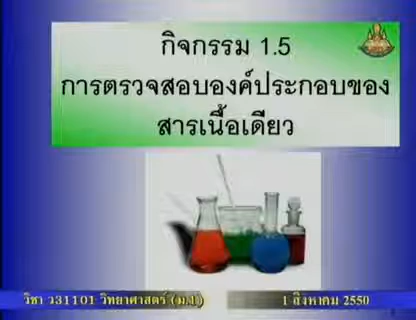 กิจกรรม 1.5
การตรวจสอบองค์ประกอบของ
สารเนื้อเดียว
วิชา ว31101 วิทยาศาสตร์ (ม.1)
1 สิงหาคม 2550